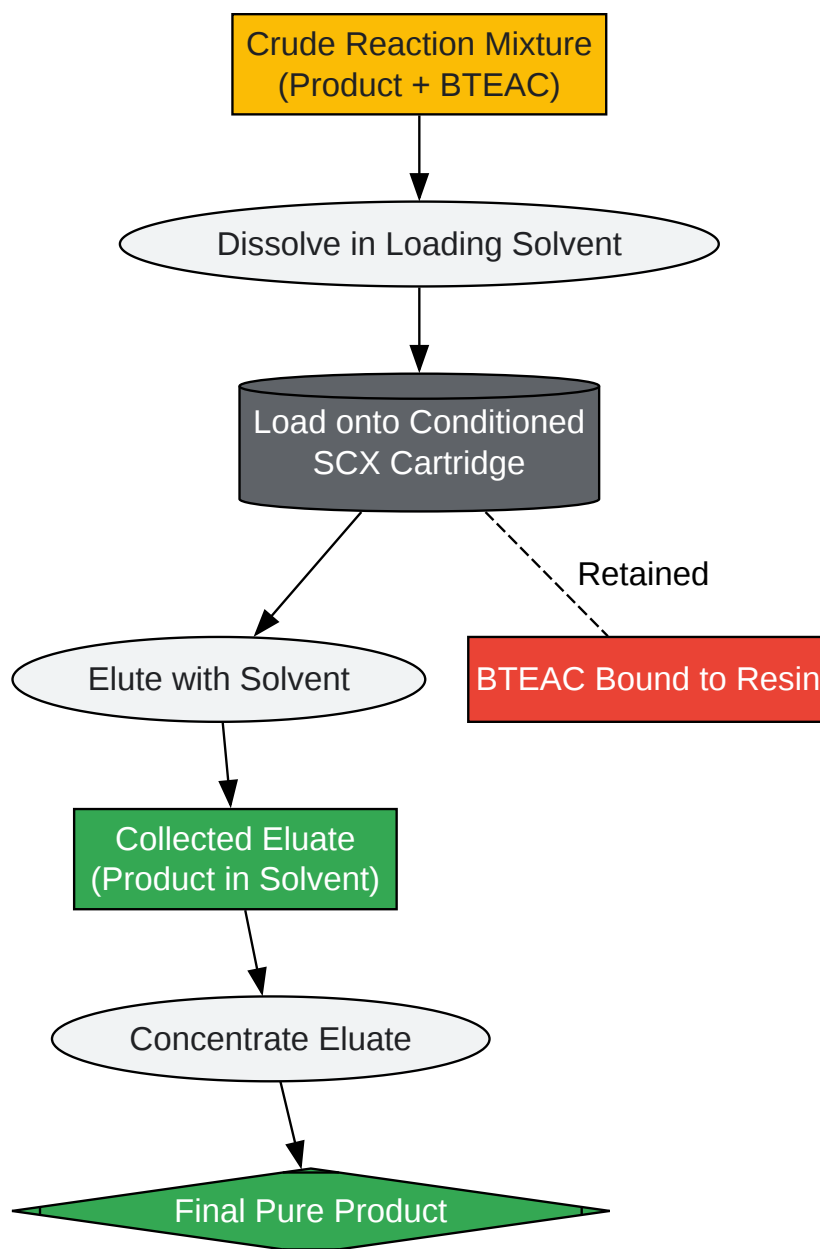 Crude Reaction Mixture
(Product + BTEAC)
Dissolve in Loading Solvent
Load onto Conditioned
SCX Cartridge
Retained
Elute with Solvent
BTEAC Bound to Resin
Collected Eluate
(Product in Solvent)
Concentrate Eluate
Final Pure Product